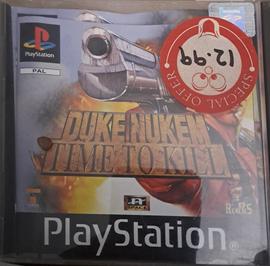 PlayStation
PAL
SPECIAL OFFER
12.99
DUKE NUKEM
TIME TO KILL
PlayStation